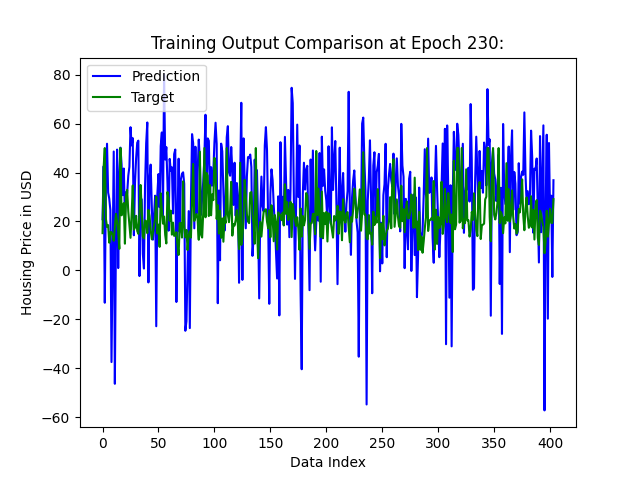 Training Output Comparison at Epoch 230:
Prediction
Target
80
60
40
20
0
−20
−40
−60
Housing Price in USD
0 50 100 150 200 250 300 350 400
Data Index